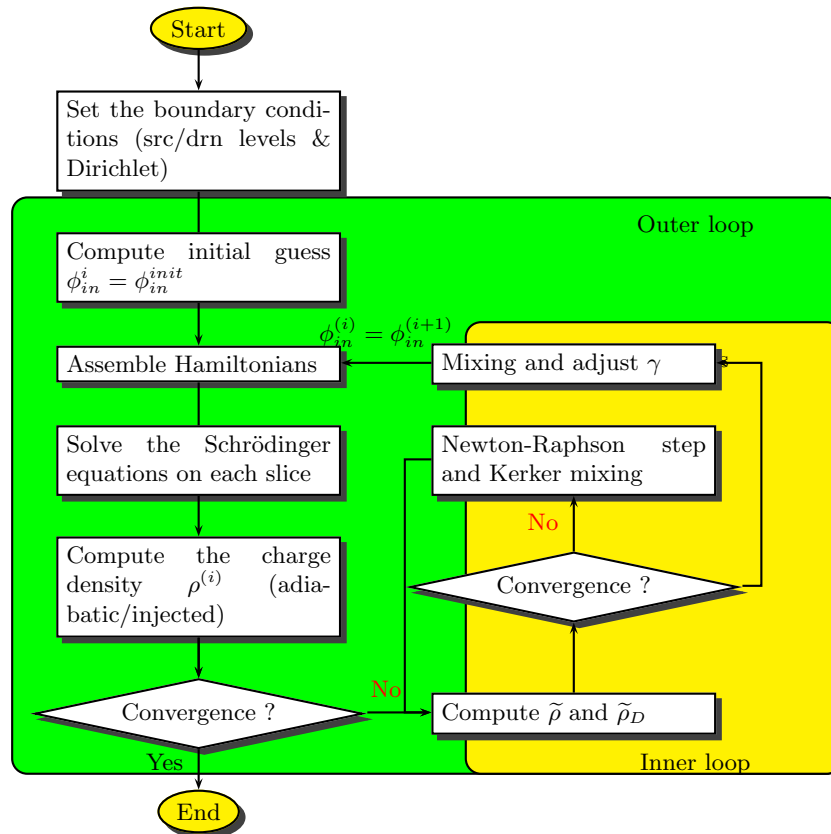 Start
Set the boundary condi-
tions (src/drn levels &
Dirichlet)
Outer loop
Compute initial guess
$\phi_{in}^{i} = \phi_{in}^{init}$
$\phi_{in}^{(i)} = \phi_{in}^{(i+1)}$
Assemble Hamiltonians
Mixing and adjust γ
s
Solve the Schrödinger
equations on each slice
Newton-Raphson step
and Kerker mixing
No
Compute the charge
density $\rho^{(i)}$ (adia-
batic/injected)
Convergence ?
No
Convergence ?
Compute $\widetilde{\rho}$ and $\widetilde{\rho}_D$
Yes
Inner loop
End